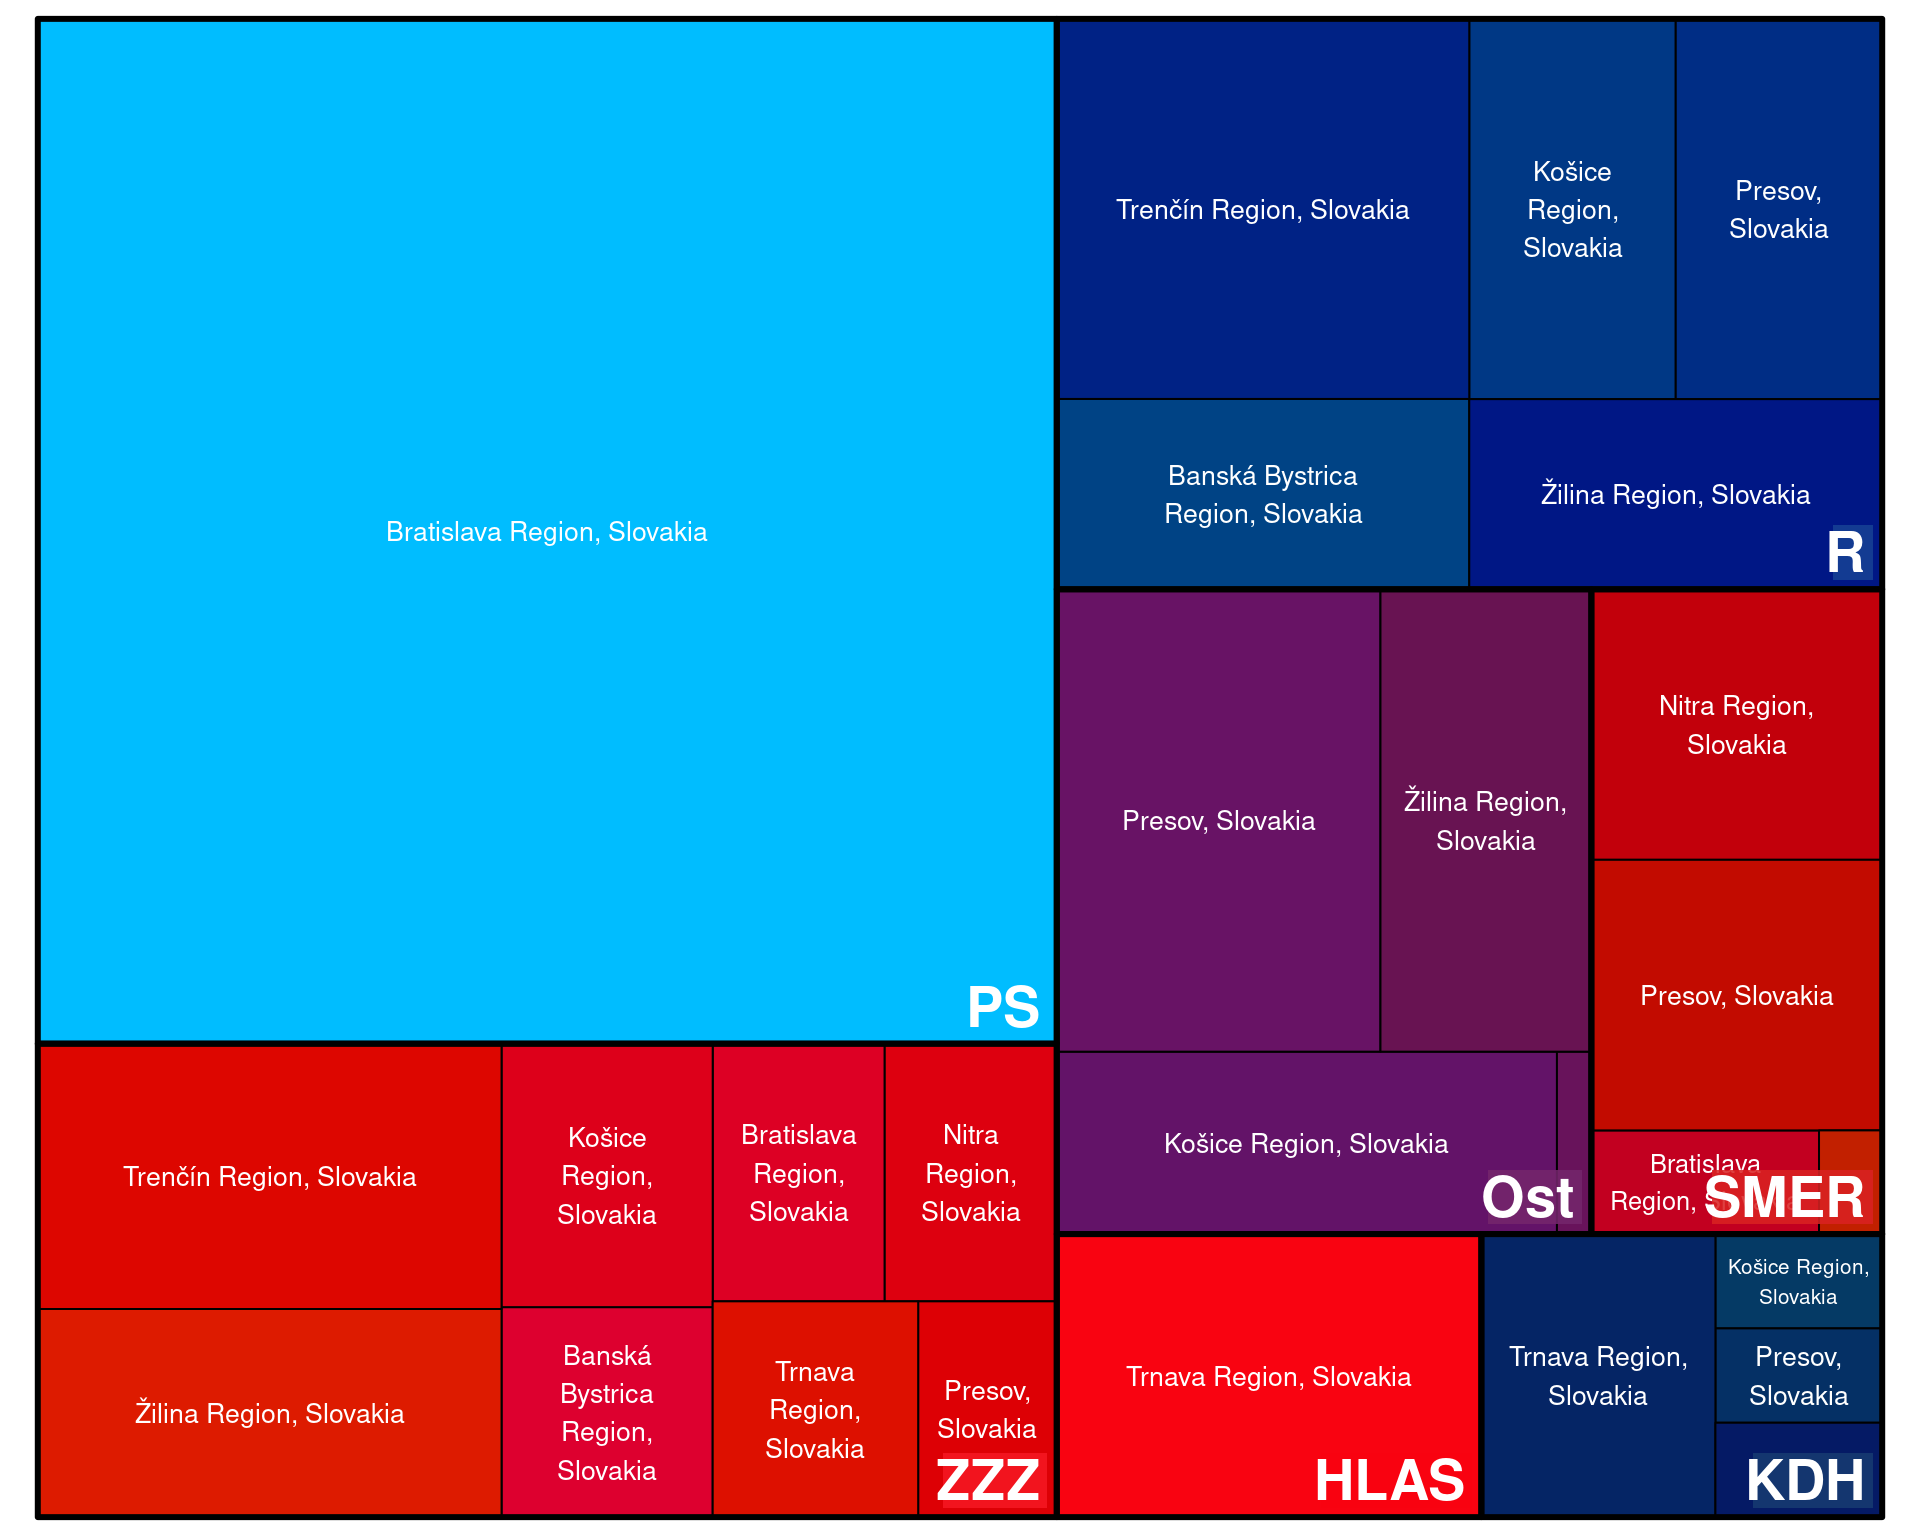 Bratislava Region, Slovakia
PS
Trenčín Region, Slovakia
Košice
Region,
Slovakia
Presov,
Slovakia
Banská Bystrica
Region, Slovakia
Žilina Region, Slovakia
R
Presov, Slovakia
Žilina Region,
Slovakia
Košice Region, Slovakia
Ost
Nitra Region,
Slovakia
Presov, Slovakia
Bratislava
Region,
SMER
Trenčín Region, Slovakia
Žilina Region, Slovakia
Košice
Region,
Slovakia
Banská
Bystrica
Region,
Slovakia
Bratislava
Region,
Slovakia
Nitra
Region,
Slovakia
Trnava
Region,
Slovakia
Presov,
Slovakia
ZZZ
Trnava Region, Slovakia
HLAS
Trnava Region,
Slovakia
Košice Region,
Slovakia
Presov,
Slovakia
KDH